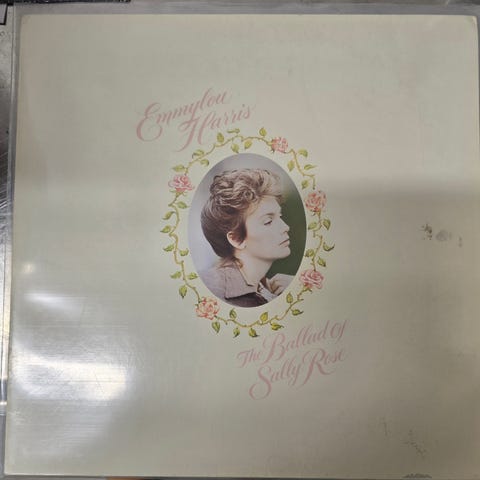 Emmylou
Harris
The Ballad of
Sally Rose